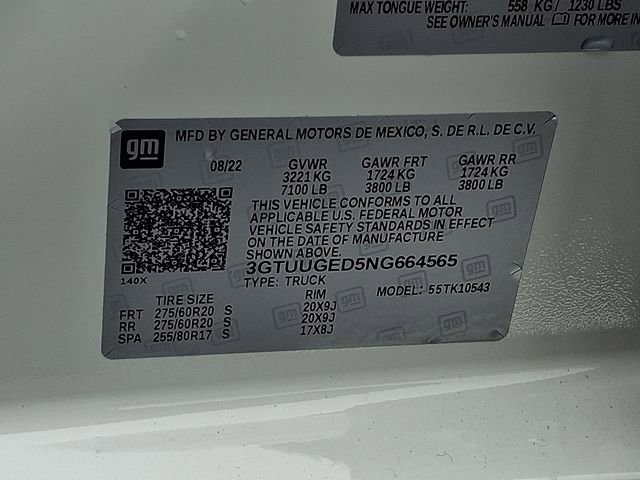 MAX TONGUE WEIGHT: 558 KG/ 1230 LBS
SEE OWNER'S MANUAL FOR MORE IN
gm
MFD BY GENERAL MOTORS DE MEXICO, S. DE R.L. DE C.V.
08/22 GVWR GAWR FRT GAWR RR
3221 KG 1724 KG 1724 KG
7100 LB 3800 LB 3800 LB
THIS VEHICLE CONFORMS TO ALL
APPLICABLE U.S. FEDERAL MOTOR
VEHICLE SAFETY STANDARDS IN EFFECT
ON THE DATE OF MANUFACTURE
SHOWN ABOVE.
3GTUUGED5NG664565
140X
TYPE: TRUCK MODEL: 55TK10543
TIRE SIZE RIM
FRT 275/60R20 S 20X9J
RR 275/60R20 S 20X9J
SPA 255/80R17 S 17X8J